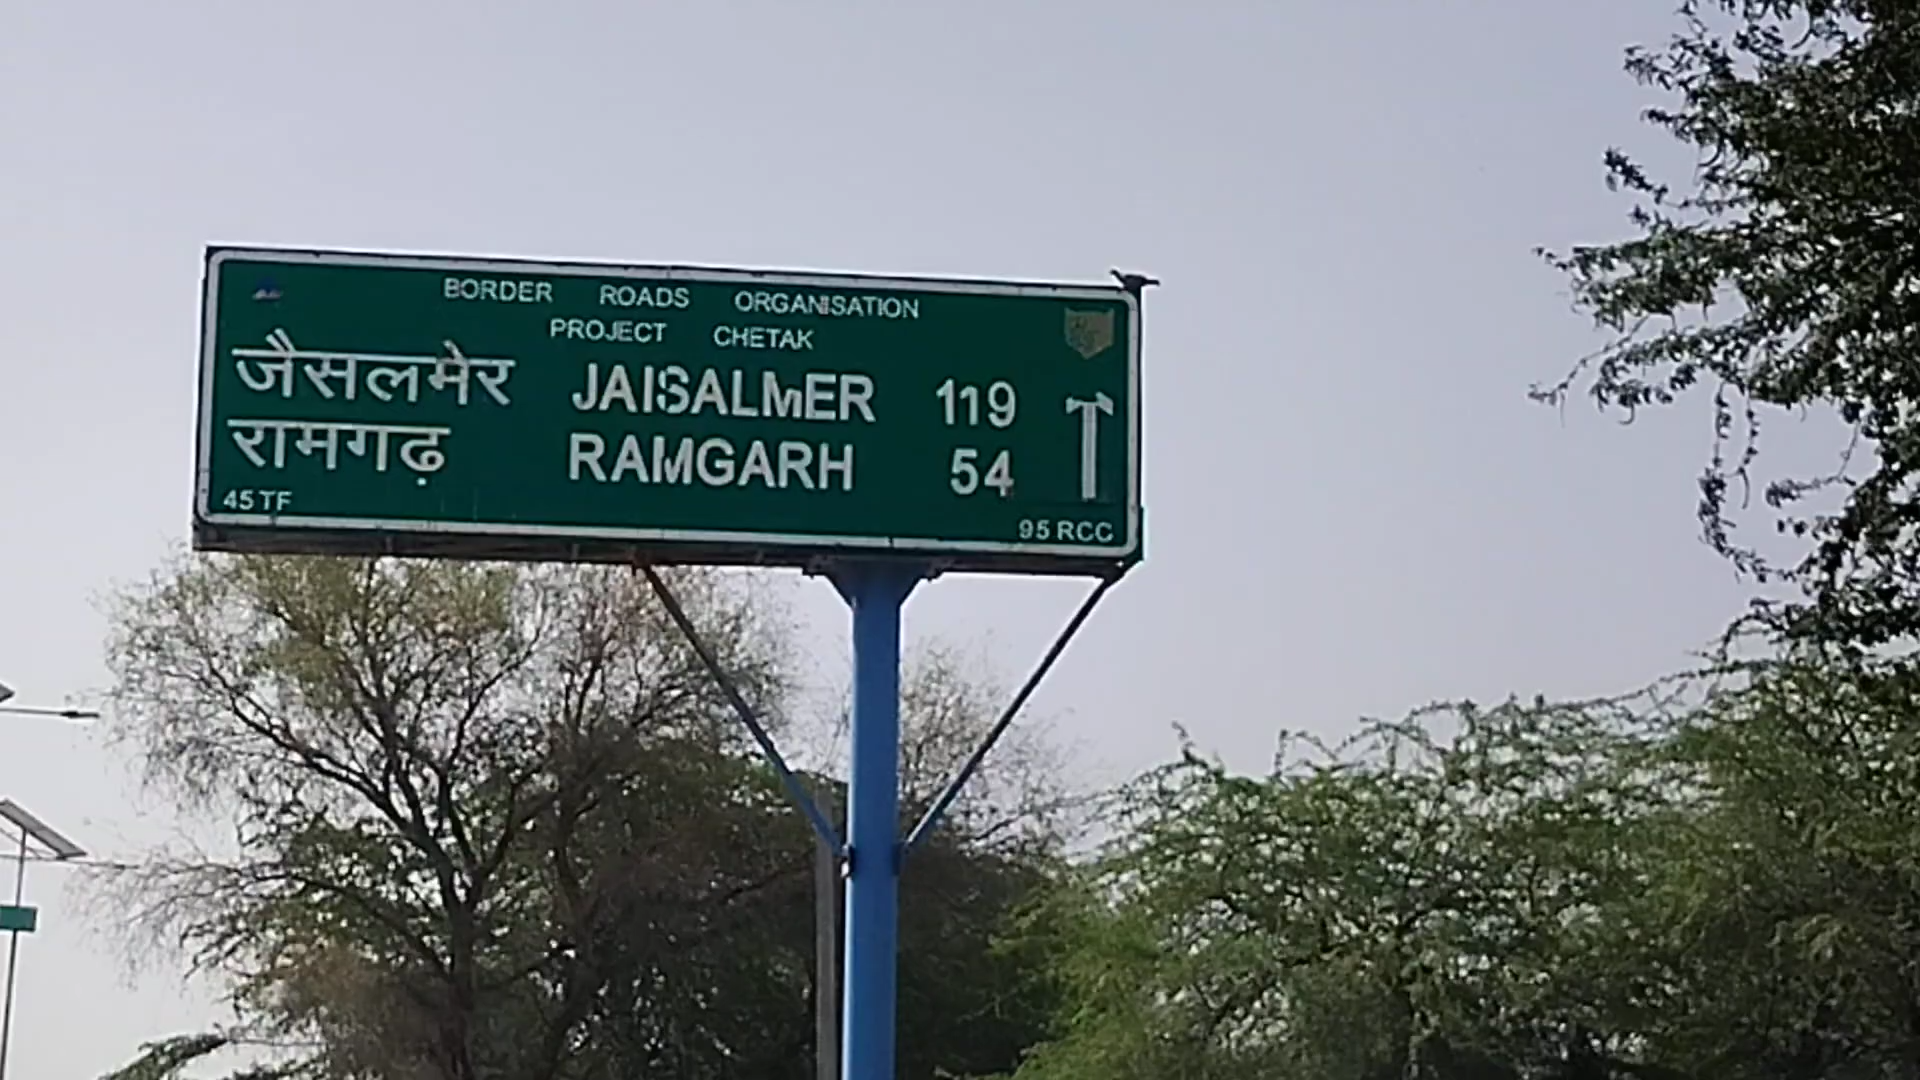 BORDER ROADS ORGANISATION
PROJECT CHETAK
जैसलमेर JAISALMER 119
रामगढ़ RAMGARH 54
45 TF
95 RCC